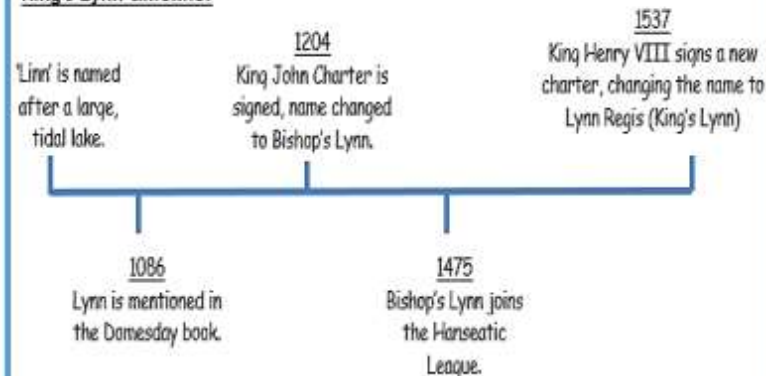 'Linn' is named
after a large,
tidal lake.
1204
King John Charter is
signed, name changed
to Bishop's Lynn.
1537
King Henry VIII signs a new
charter, changing the name to
Lynn Regis (King's Lynn)
1086
Lynn is mentioned in
the Domesday book.
1475
Bishop's Lynn joins
the Hanseatic
League.